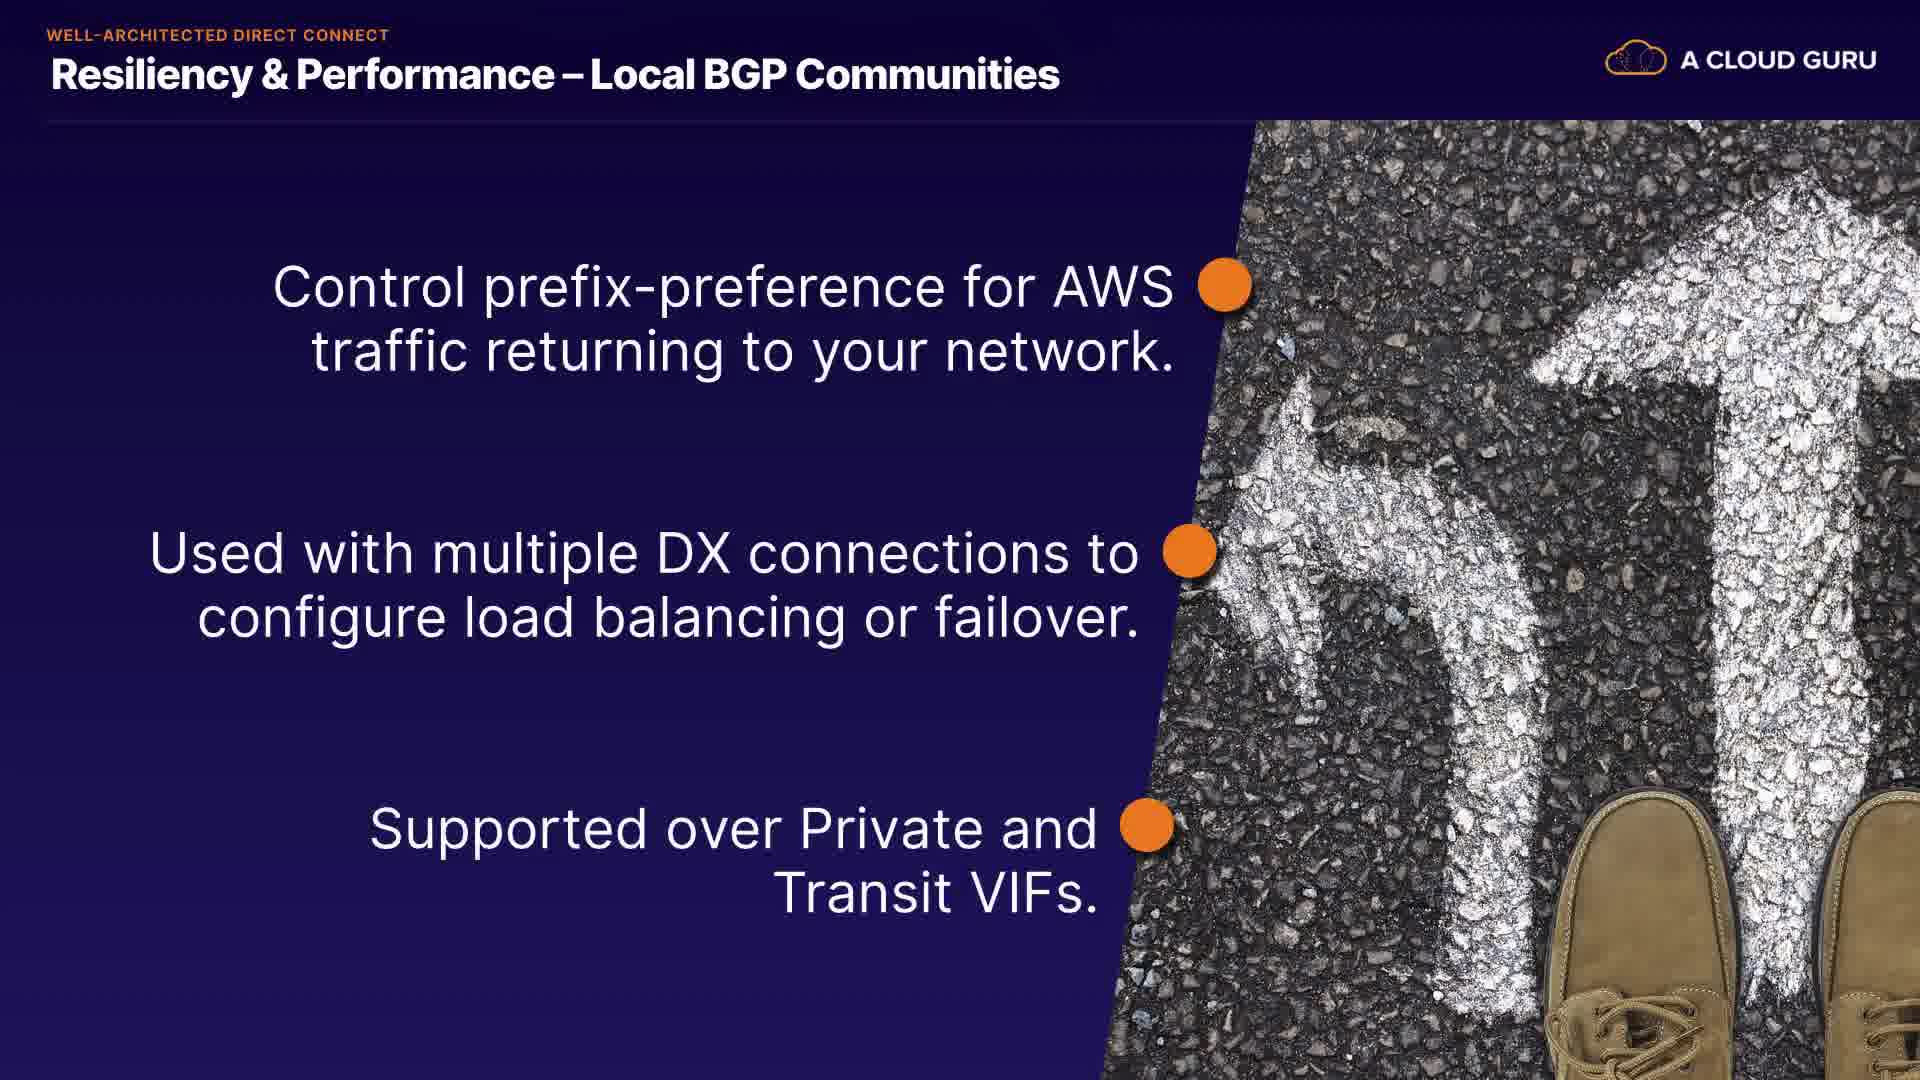 WELL-ARCHITECTED DIRECT CONNECT
Resiliency & Performance – Local BGP Communities
A CLOUD GURU
Control prefix-preference for AWS
traffic returning to your network.
Used with multiple DX connections to
configure load balancing or failover.
Supported over Private and
Transit VIFs.